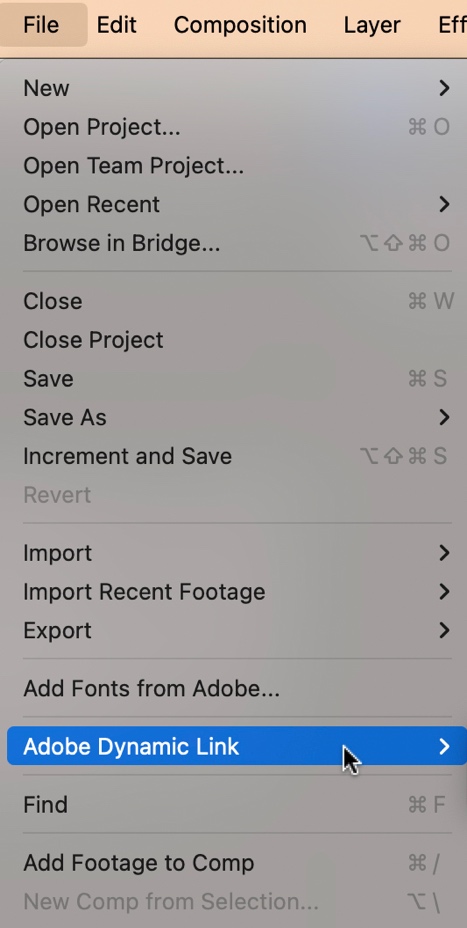 File Edit Composition Layer Eff
New
Open Project... ⌘ O
Open Team Project...
Open Recent
Browse in Bridge... ⌥⇧⌘ O
Close ⌘ W
Close Project
Save ⌘ S
Save As
Increment and Save ⌥⇧⌘ S
Revert
Import
Import Recent Footage
Export
Add Fonts from Adobe...
Adobe Dynamic Link
Find ⌘ F
Add Footage to Comp ⌘ /
New Comp from Selection... ⌥ \